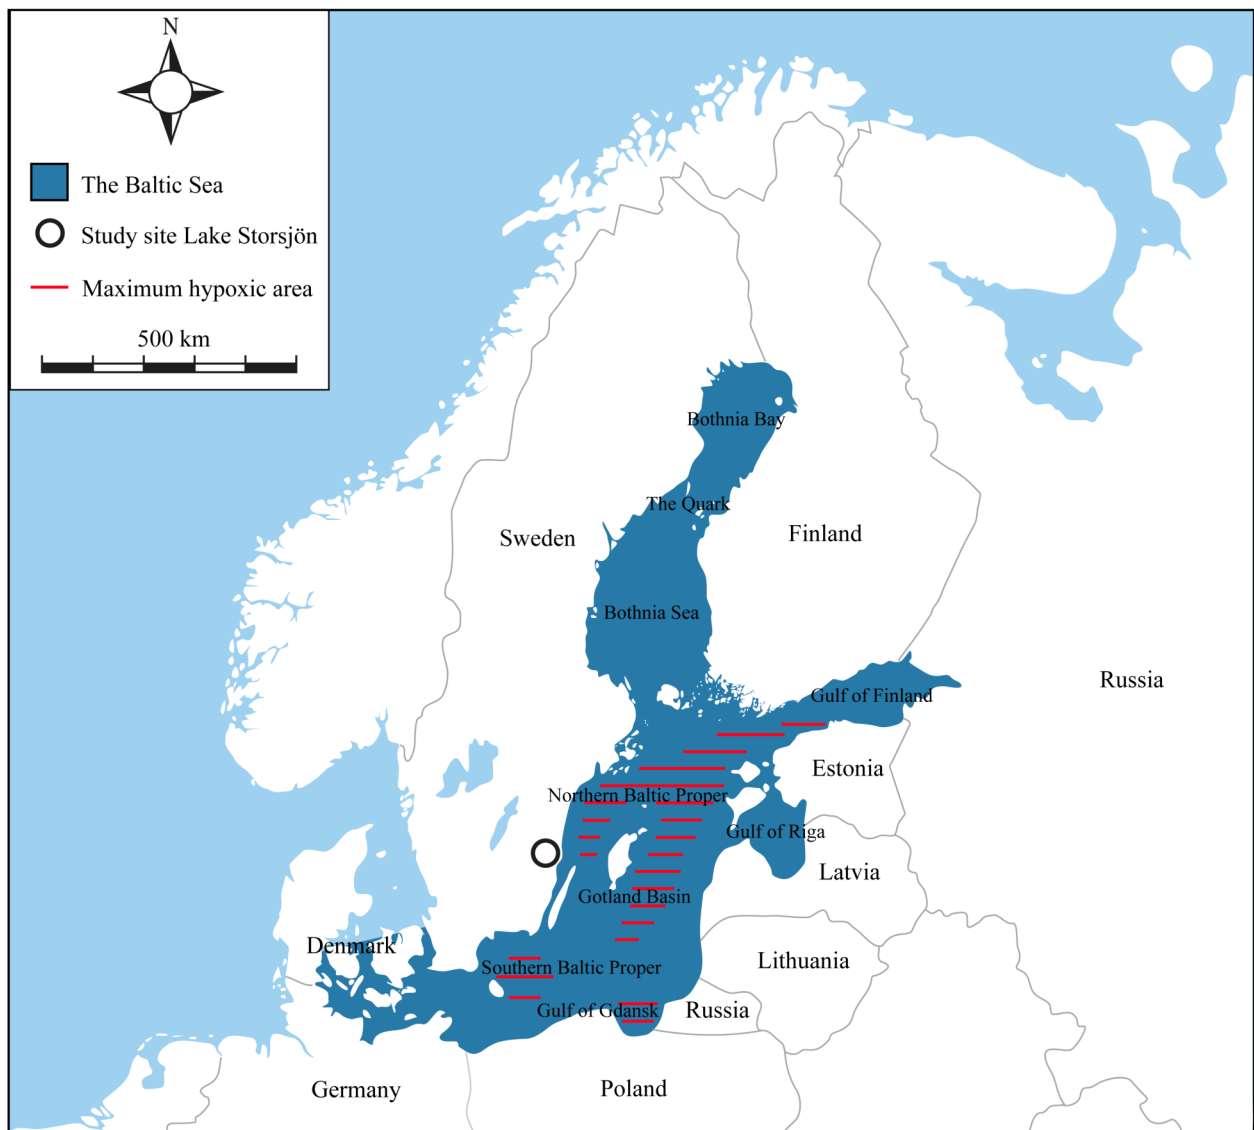 N
The Baltic Sea
Study site Lake Storsjön
Maximum hypoxic area
500 km
Bothnia Bay
The Quark
Sweden
Finland
Bothnia Sea
Russia
Gulf of Finland
Estonia
Northern Baltic Proper
Gulf of Riga
Latvia
Gotland Basin
Denmark
Lithuania
Southern Baltic Proper
Gulf of Gdansk
Russia
Germany
Poland